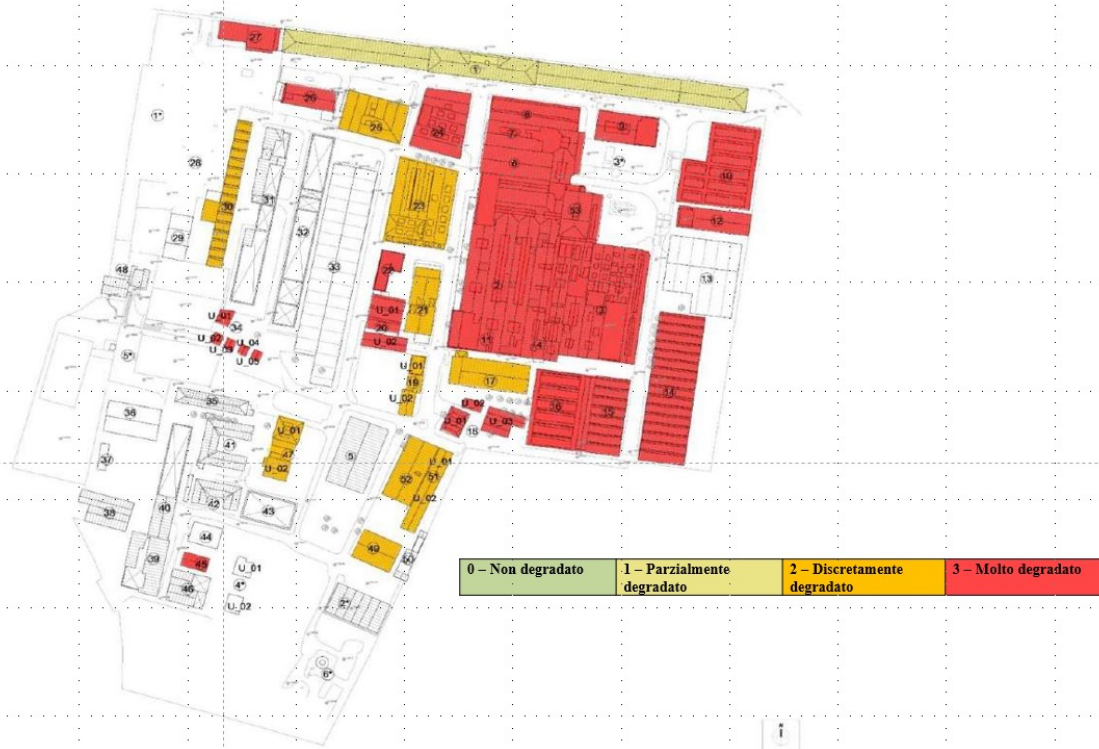 27
1
26
25
24
6
7
8
9
1*
3*
10
28
23
53
12
30
31
32
29
33
13
48
22
2
21
U_01
U_01
3
34
20
U_02
U_04
U_02
11
4
U_03
5*
U_05
U_01
14
19
17
U_02
35
16
15
36
U_02
U_01
U_03
18
U_01
41
5
47
37
U_02
U_01
52
51
42
40
U_02
38
43
44
49
39
45
50
U_01
0 – Non degradato
1 – Parzialmente
degradato
2 – Discretamente
degradato
3 – Molto degradato
46
4*
U_02
2*
6*